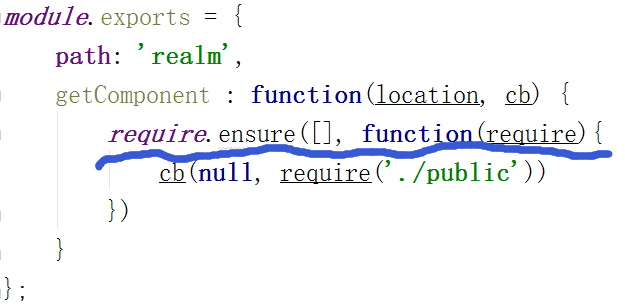 module.exports = {
path: 'realm',
getComponent : function(location, cb) {
require.ensure([], function(require){
cb(null, require('./public'))
})
}
};